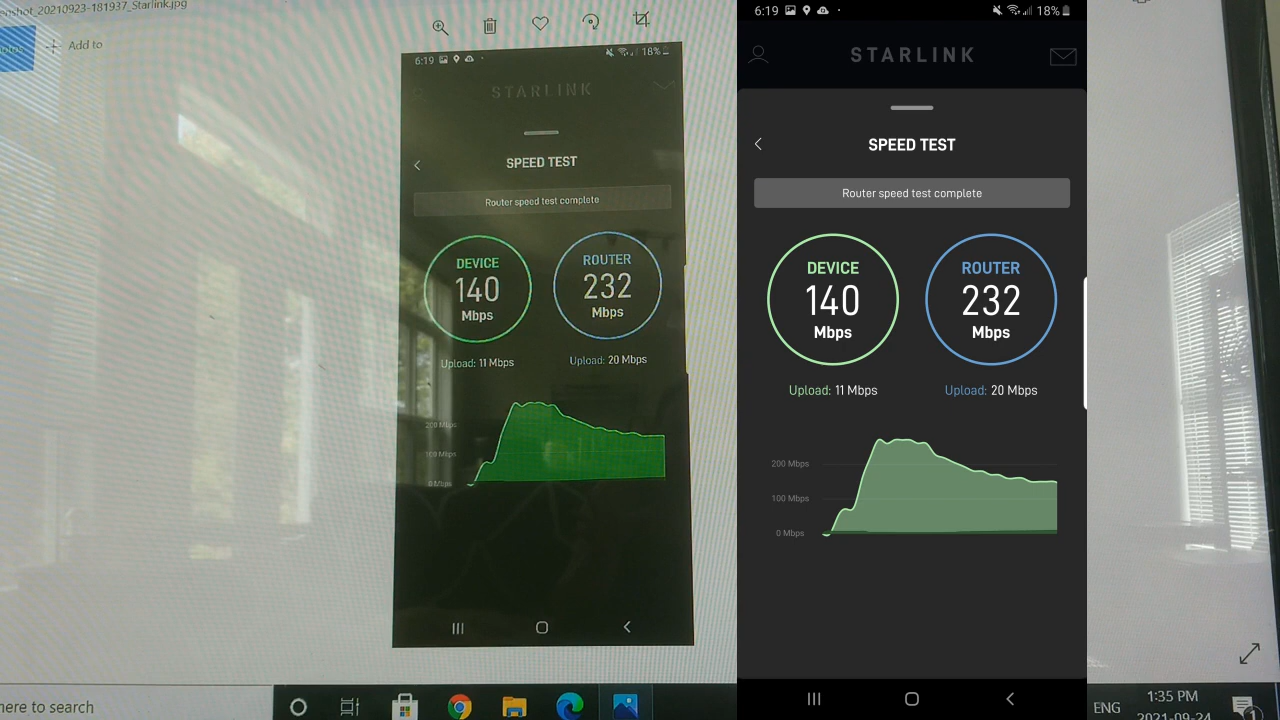 20210923-181937_Starlink.jpg
Add to
6:19
18%
STARLINK
SPEED TEST
Router speed test complete
DEVICE
140
Mbps
ROUTER
232
Mbps
Upload: 11 Mbps
Upload: 20 Mbps
200 Mbps
100 Mbps
0 Mbps
6:19
18%
STARLINK
SPEED TEST
Router speed test complete
DEVICE
140
Mbps
ROUTER
232
Mbps
Upload: 11 Mbps
Upload: 20 Mbps
200 Mbps
100 Mbps
0 Mbps
to search
ENG
1:35 PM
2021-09-24
1